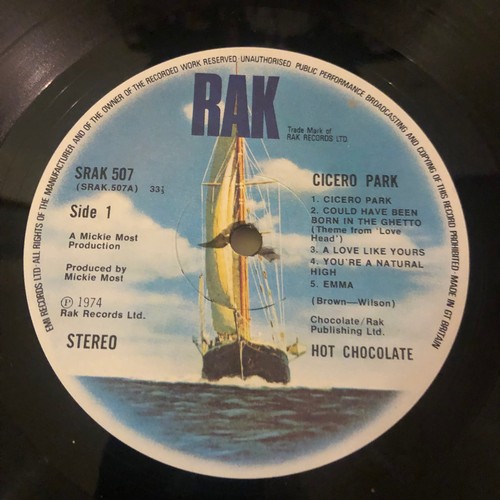 EMI RECORDS LTD. ALL RIGHTS OF THE MANUFACTURER AND OF THE OWNER OF THE RECORDED WORK RESERVED UNAUTHORISED PUBLIC PERFORMANCE BROADCASTING AND COPYING OF THIS RECORD PROHIBITED MADE IN GT BRITAIN
RAK
Trade Mark of
RAK RECORDS LTD.
SRAK 507
(SRAK.507A) 33⅓
Side 1
A Mickie Most
Production
Produced by
Mickie Most
℗ 1974
Rak Records Ltd.
STEREO
CICERO PARK
1. CICERO PARK
2. COULD HAVE BEEN
BORN IN THE GHETTO
(Theme from 'Love
Head')
3. A LOVE LIKE YOURS
4. YOU'RE A NATURAL
HIGH
5. EMMA
(Brown—Wilson)
Chocolate/Rak
Publishing Ltd.
HOT CHOCOLATE